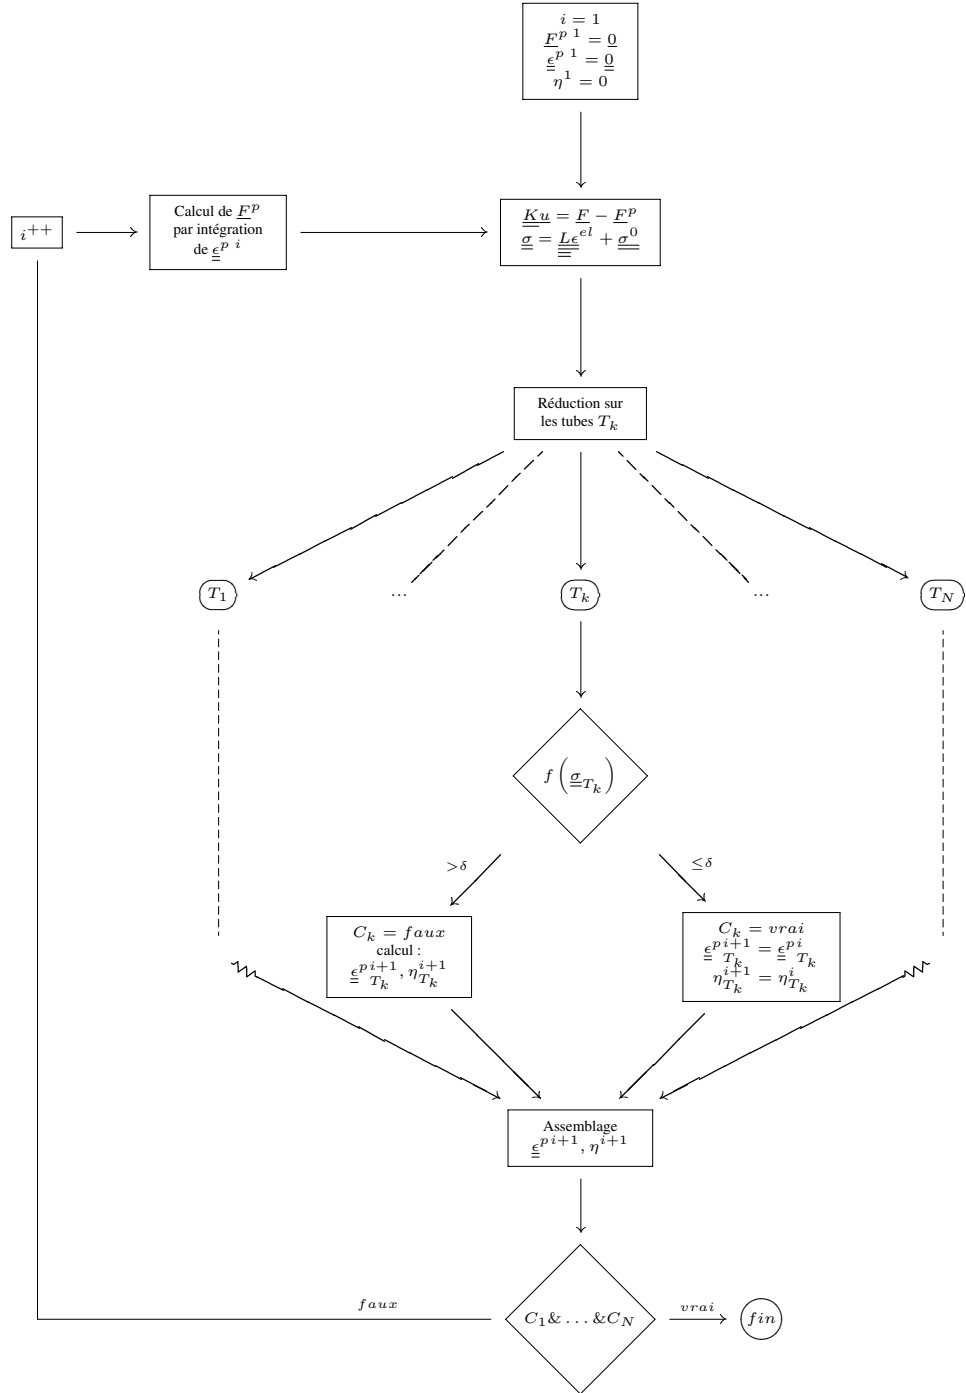 i = 1
F^{p 1} = 0
ϵ^{p 1} = 0
η^1 = 0
i^{++}
Calcul de F^p
par intégration
de ϵ^{p i}
Ku = F − F^p
σ = Lϵ^{el} + σ^0
Réduction sur
les tubes T_k
T_1
...
T_k
...
T_N
f (σ_{T_k})
>δ
≤δ
C_k = faux
calcul :
ϵ^{p i+1}_{T_k}, η^{i+1}_{T_k}
C_k = vrai
ϵ^{p i+1}_{T_k} = ϵ^{p i}_{T_k}
η^{i+1}_{T_k} = η^i_{T_k}
Assemblage
ϵ^{p i+1}, η^{i+1}
faux
C_1& . . . &C_N
vrai
fin